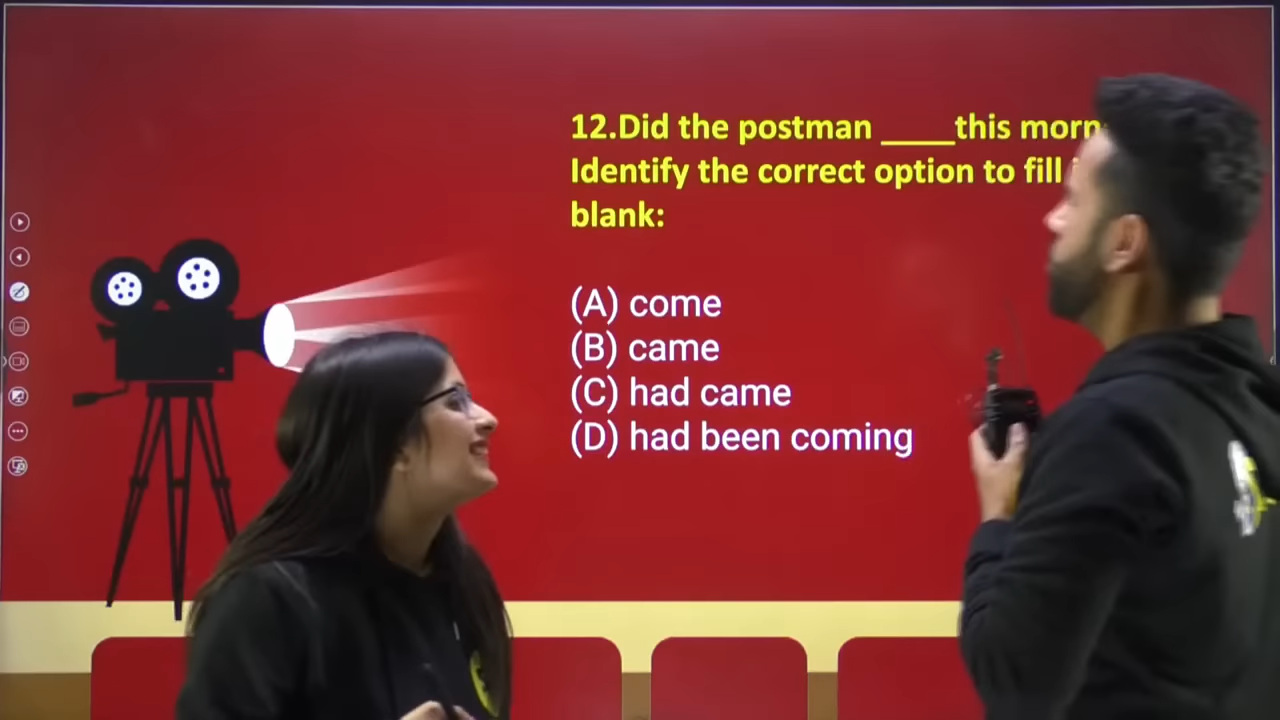 12.Did the postman ____this morn
Identify the correct option to fill
blank:
(A) come
(B) came
(C) had came
(D) had been coming